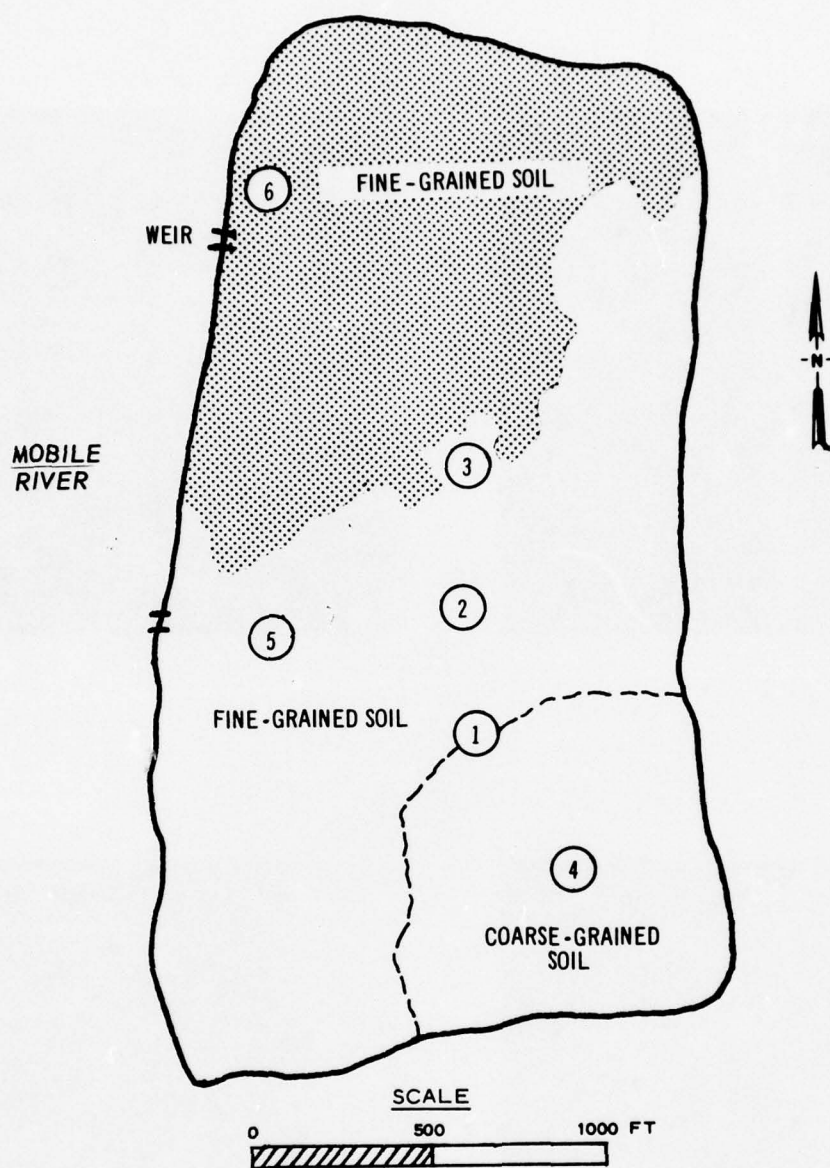 FINE-GRAINED SOIL
6
WEIR
N
MOBILE
RIVER
3
2
5
FINE-GRAINED SOIL
1
4
COARSE-GRAINED
SOIL
SCALE
0 500 1000 FT